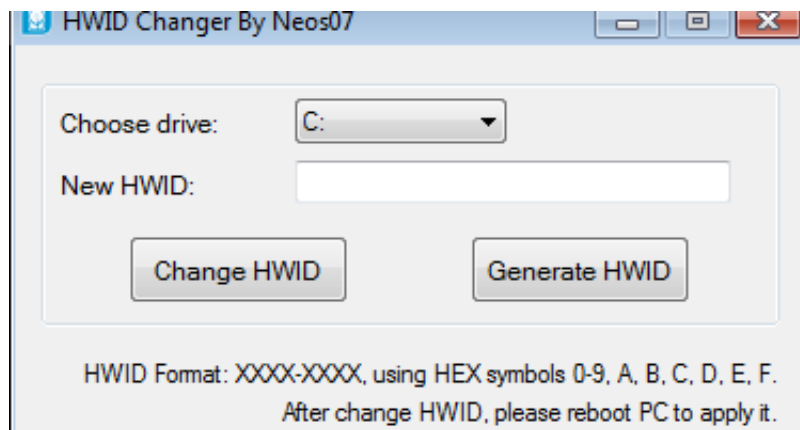 HWID Changer By Neos07
Choose drive: C:
New HWID:
Change HWID Generate HWID
HWID Format: XXXX-XXXX, using HEX symbols 0-9, A, B, C, D, E, F.
After change HWID, please reboot PC to apply it.